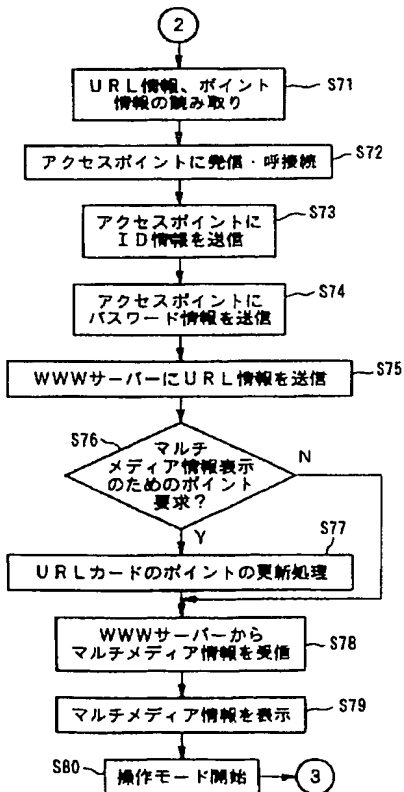 2
URL情報、ポイント
情報の読み取り
S71
アクセスポイントに発信・呼接続
S72
アクセスポイントに
ID情報を送信
S73
アクセスポイントに
パスワード情報を送信
S74
WWWサーバーにURL情報を送信
S75
S76
マルチ
メディア情報表示
のためのポイント
要求?
N
Y
S77
URLカードのポイントの更新処理
WWWサーバーから
マルチメディア情報を受信
S78
マルチメディア情報を表示
S79
S80
操作モード開始
3